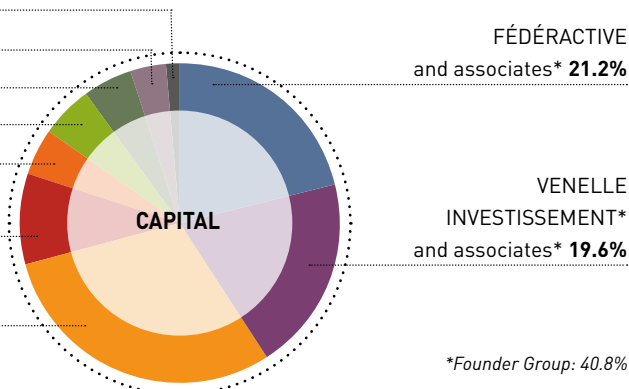 FÉDÉRACTIVE
and associates* 21.2%
CAPITAL
VENELLE
INVESTISSEMENT*
and associates* 19.6%
*Founder Group: 40.8%